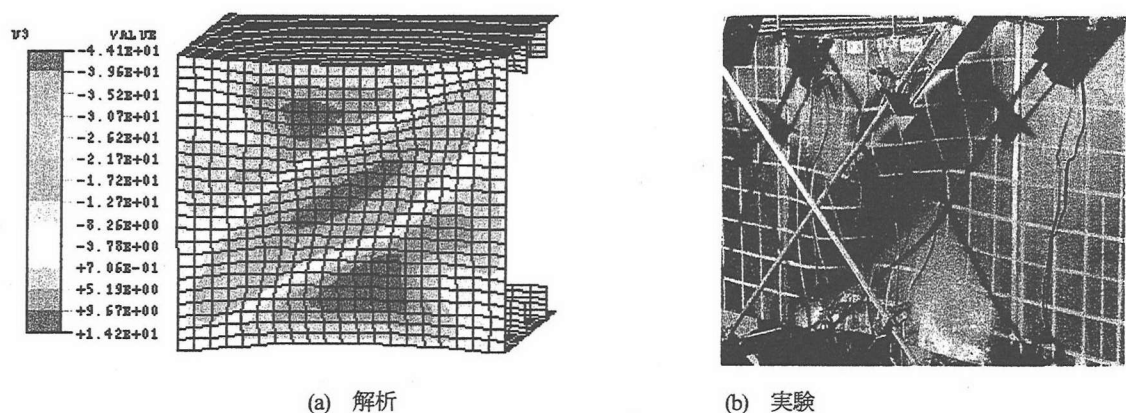 U3 VALUE
-4.41E+01
-3.96E+01
-3.52E+01
-3.07E+01
-2.62E+01
-2.17E+01
-1.72E+01
-1.27E+01
-8.26E+00
-3.78E+00
+7.06E-01
+5.19E+00
+9.67E+00
+1.42E+01
(a) 解析
(b) 実験